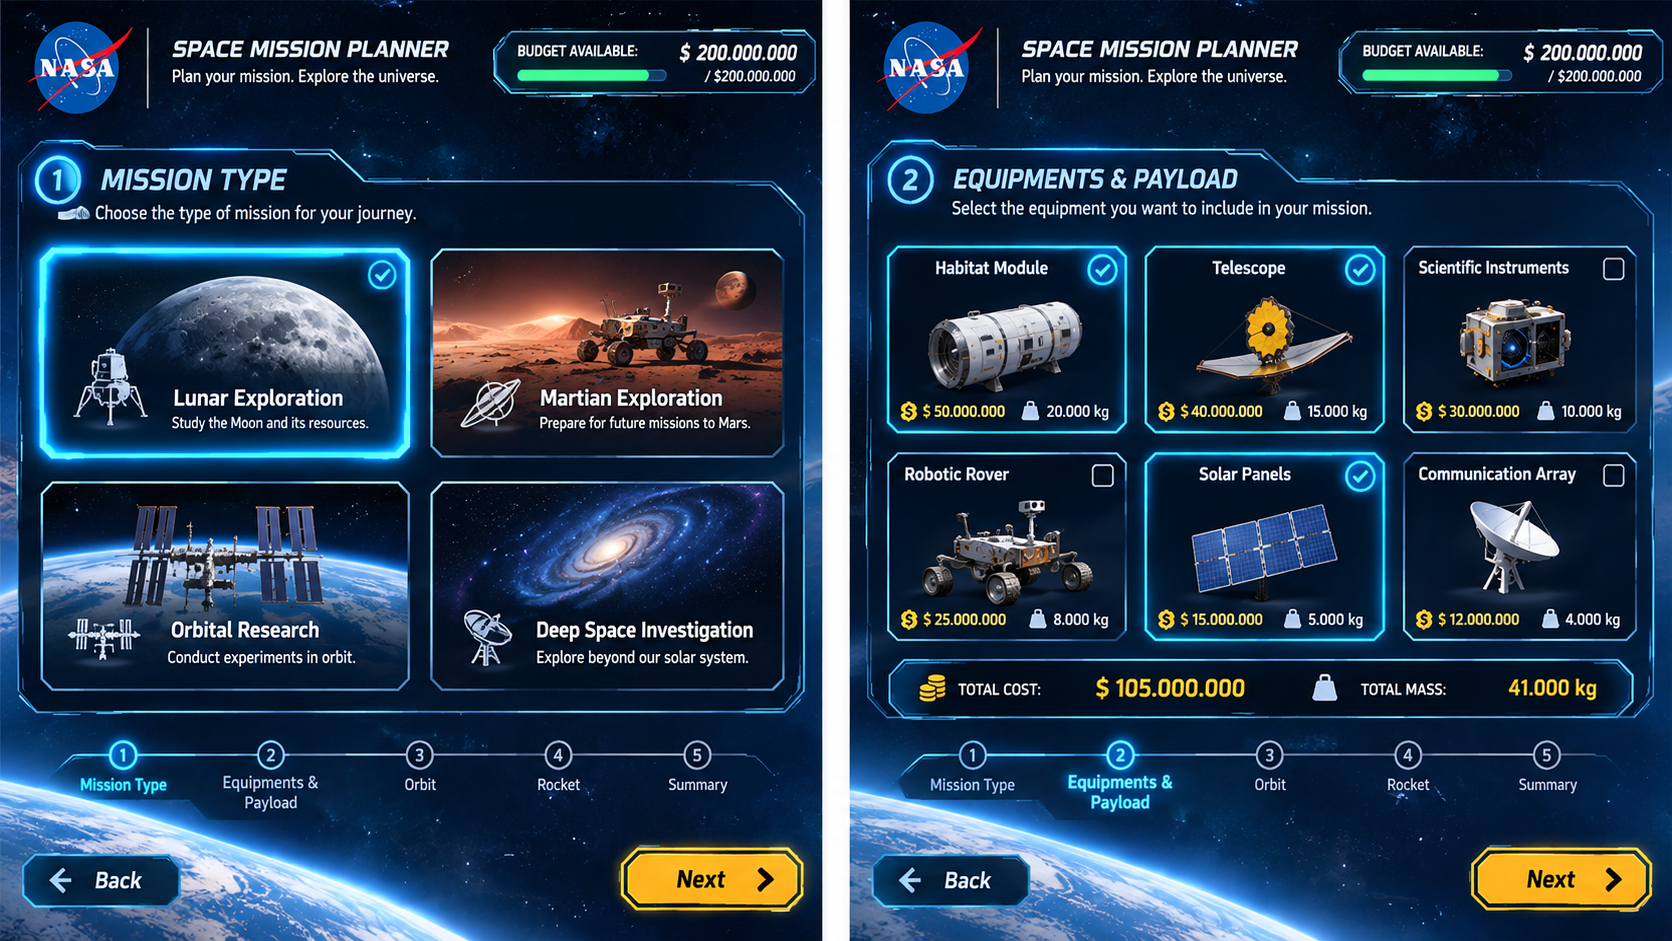 NASA
SPACE MISSION PLANNER
Plan your mission. Explore the universe.
BUDGET AVAILABLE:
$ 200.000.000
/ $200.000.000
1
MISSION TYPE
Choose the type of mission for your journey.
Lunar Exploration
Study the Moon and its resources.
Martian Exploration
Prepare for future missions to Mars.
Orbital Research
Conduct experiments in orbit.
Deep Space Investigation
Explore beyond our solar system.
1
Mission Type
2
Equipments &
Payload
3
Orbit
4
Rocket
5
Summary
Back
Next
NASA
SPACE MISSION PLANNER
Plan your mission. Explore the universe.
BUDGET AVAILABLE:
$ 200.000.000
/ $200.000.000
2
EQUIPMENTS & PAYLOAD
Select the equipment you want to include in your mission.
Habitat Module
$ 50.000.000
20.000 kg
Telescope
$ 40.000.000
15.000 kg
Scientific Instruments
$ 30.000.000
10.000 kg
Robotic Rover
$ 25.000.000
8.000 kg
Solar Panels
$ 15.000.000
5.000 kg
Communication Array
$ 12.000.000
4.000 kg
TOTAL COST:
$ 105.000.000
TOTAL MASS:
41.000 kg
1
Mission Type
2
Equipments &
Payload
3
Orbit
4
Rocket
5
Summary
Back
Next